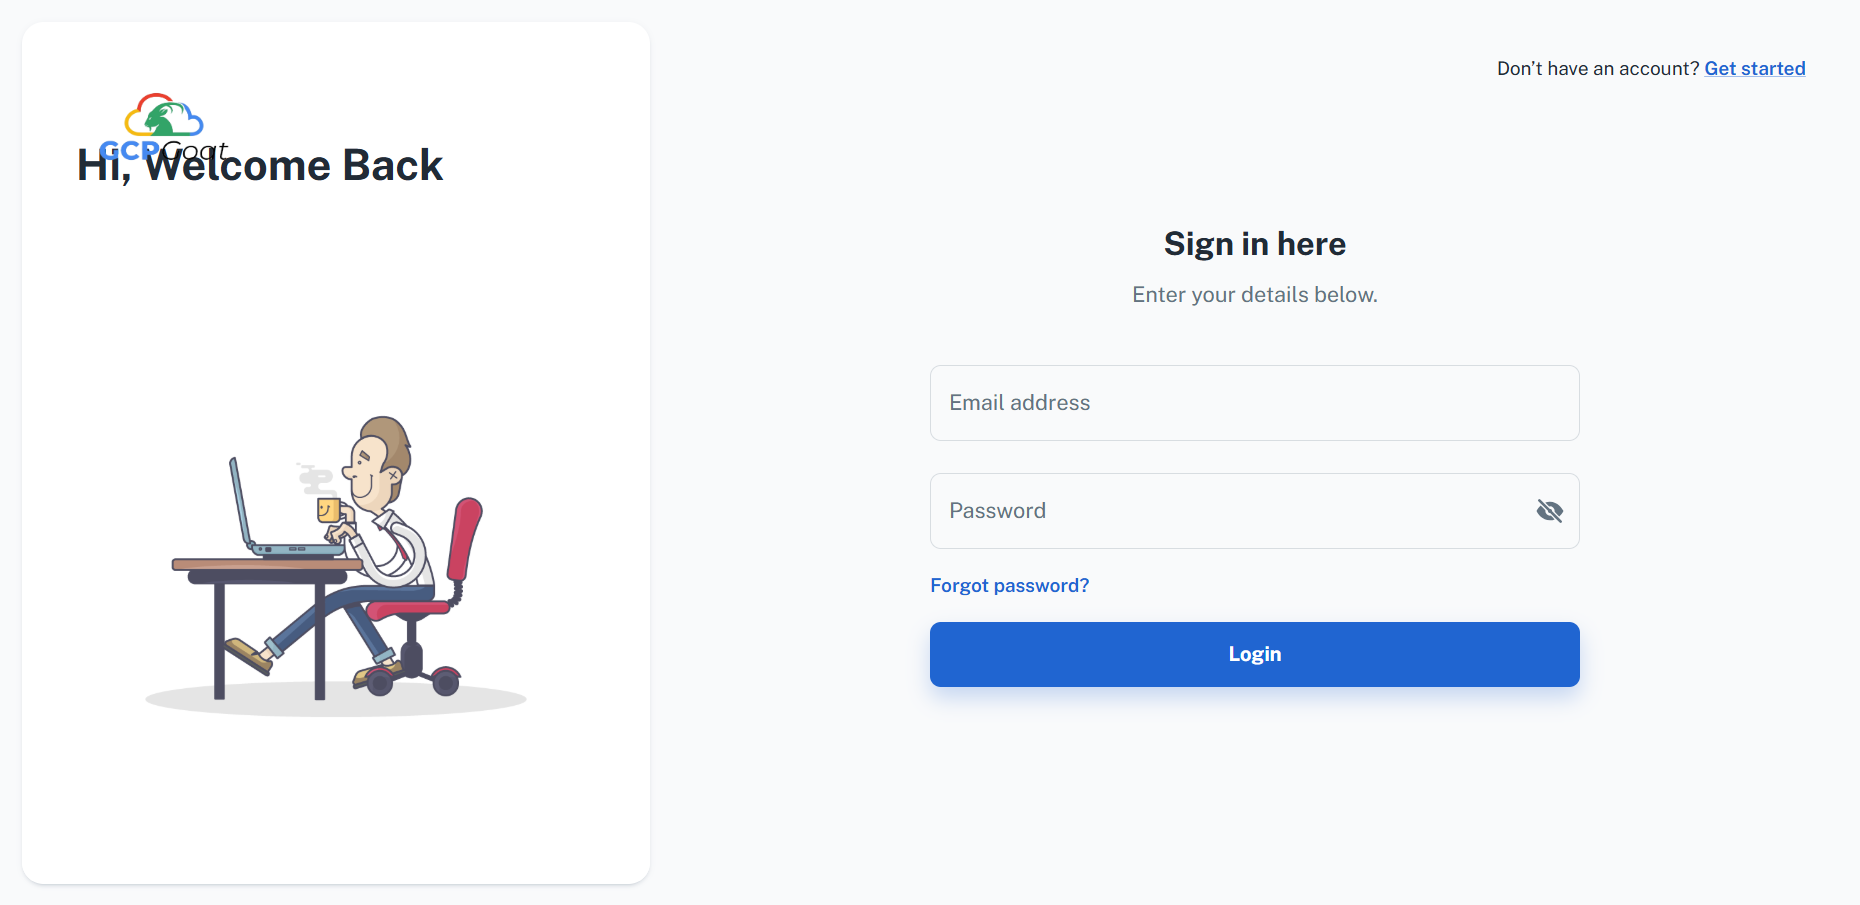 GCPGoat
Hi, Welcome Back
Don’t have an account? Get started
Sign in here
Enter your details below.
Email address
Password
Forgot password?
Login